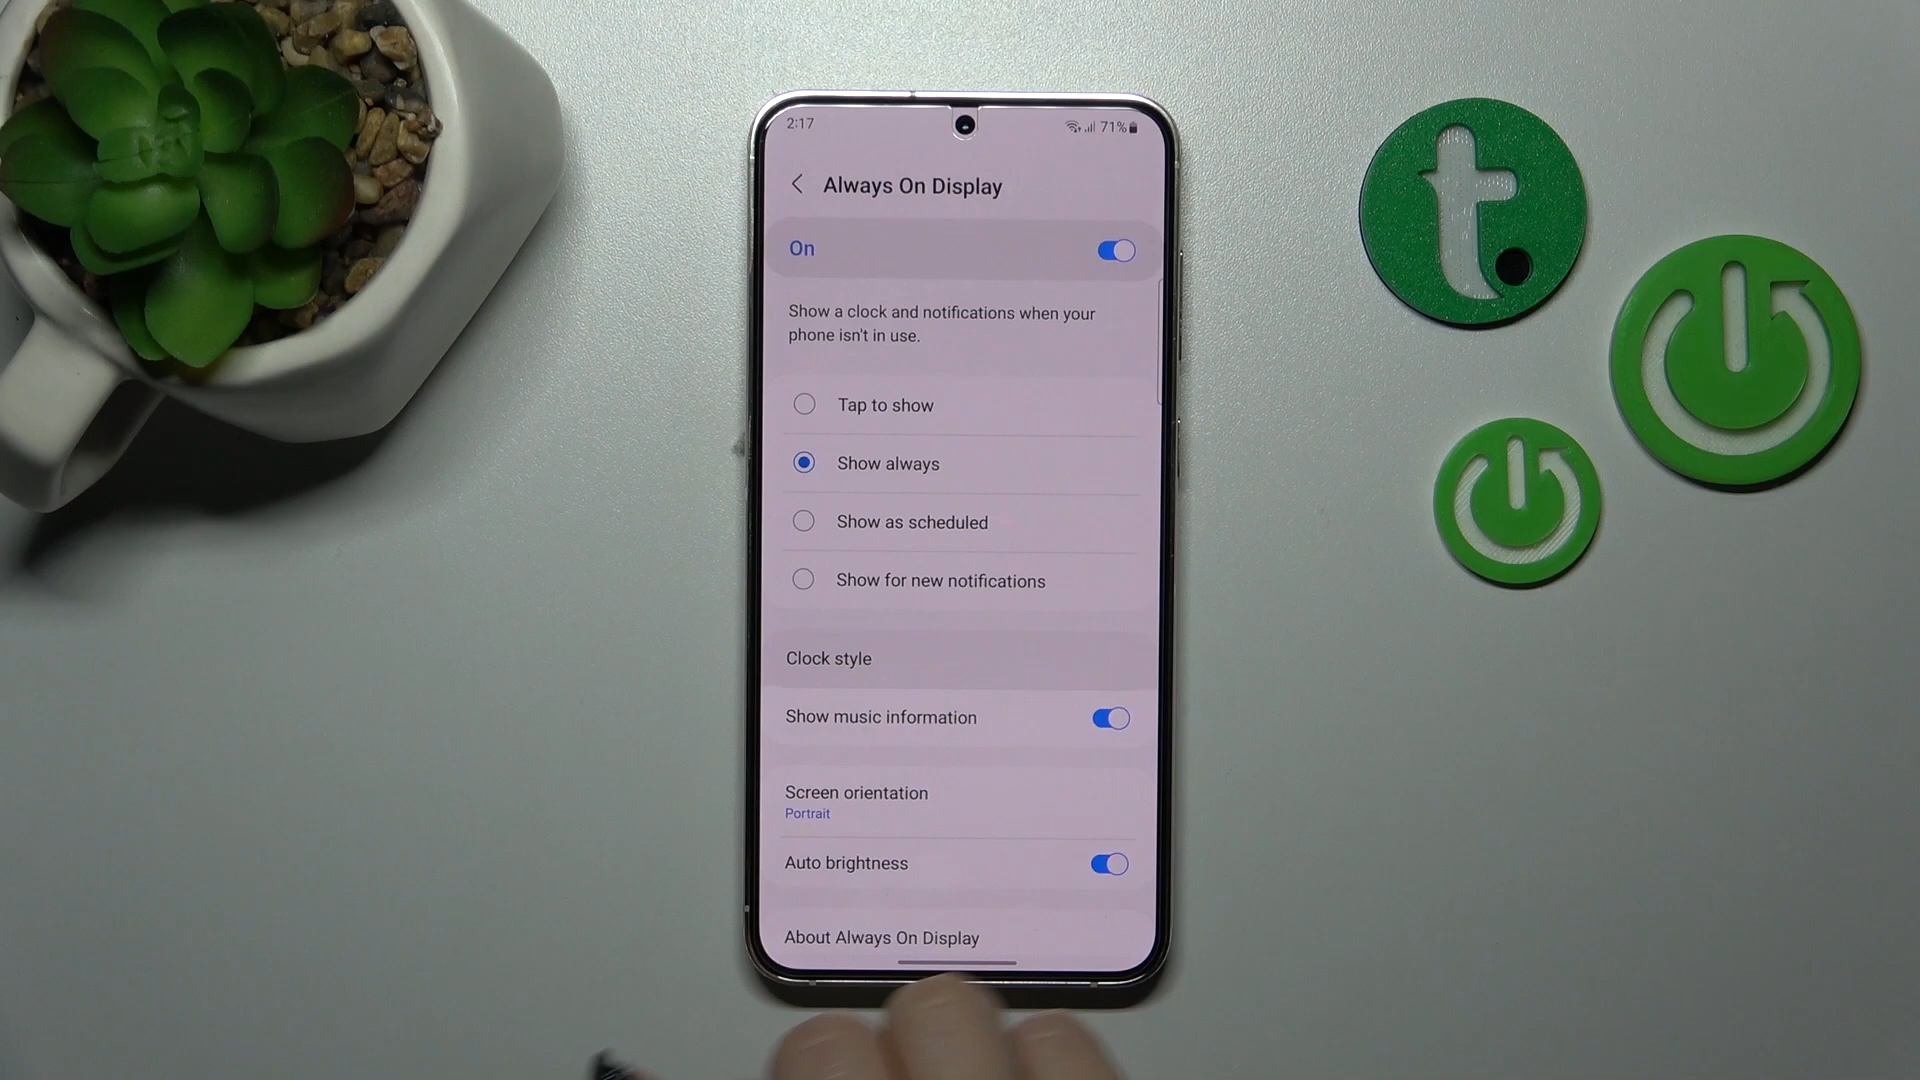 2:17
71%
Always On Display
On
Show a clock and notifications when your
phone isn't in use.
Tap to show
Show always
Show as scheduled
Show for new notifications
Clock style
Show music information
Screen orientation
Portrait
Auto brightness
About Always On Display
t.